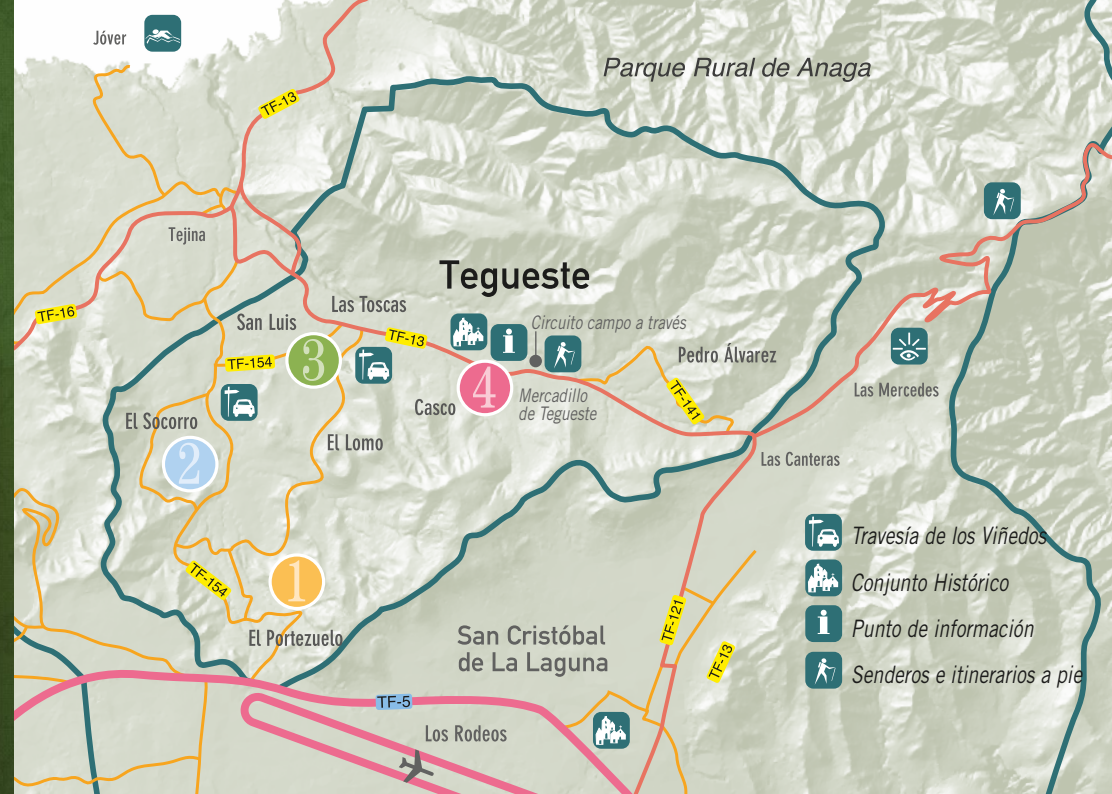 Jóver
Parque Rural de Anaga
TF-13
Tejina
Tegueste
Las Toscas
TF-16
San Luis
Circuito campo a través
i
TF-13
3
TF-154
Pedro Álvarez
4
Las Mercedes
Casco
Mercadillo
de Tegueste
TF-141
El Socorro
El Lomo
2
Las Canteras
Travesía de los Viñedos
1
TF-154
Conjunto Histórico
TF-121
i
Punto de información
El Portezuelo
San Cristóbal
de La Laguna
TF-13
Senderos e itinerarios a pie
TF-5
Los Rodeos